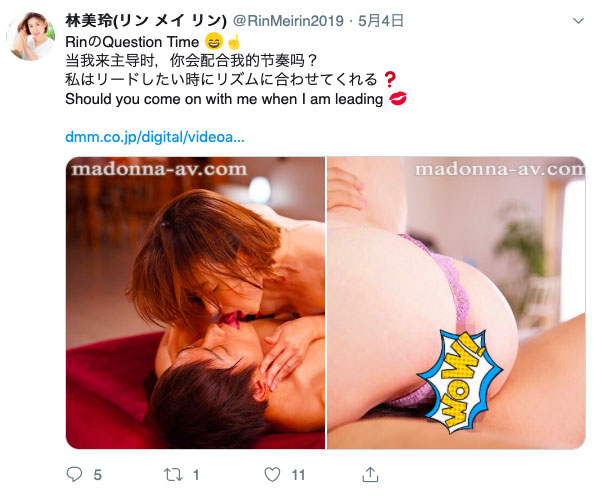 林美玲(リン メイ リン) @RinMeirin2019 · 5月4日
RinのQuestion Time 😄☝️
当我来主导时，你会配合我的节奏吗？
私はリードしたい時にリズムに合わせてくれる❓
Should you come on with me when I am leading 💋
dmm.co.jp/digital/videoa...
madonna-av.com
madonna-av.com
MOM
5 1 11